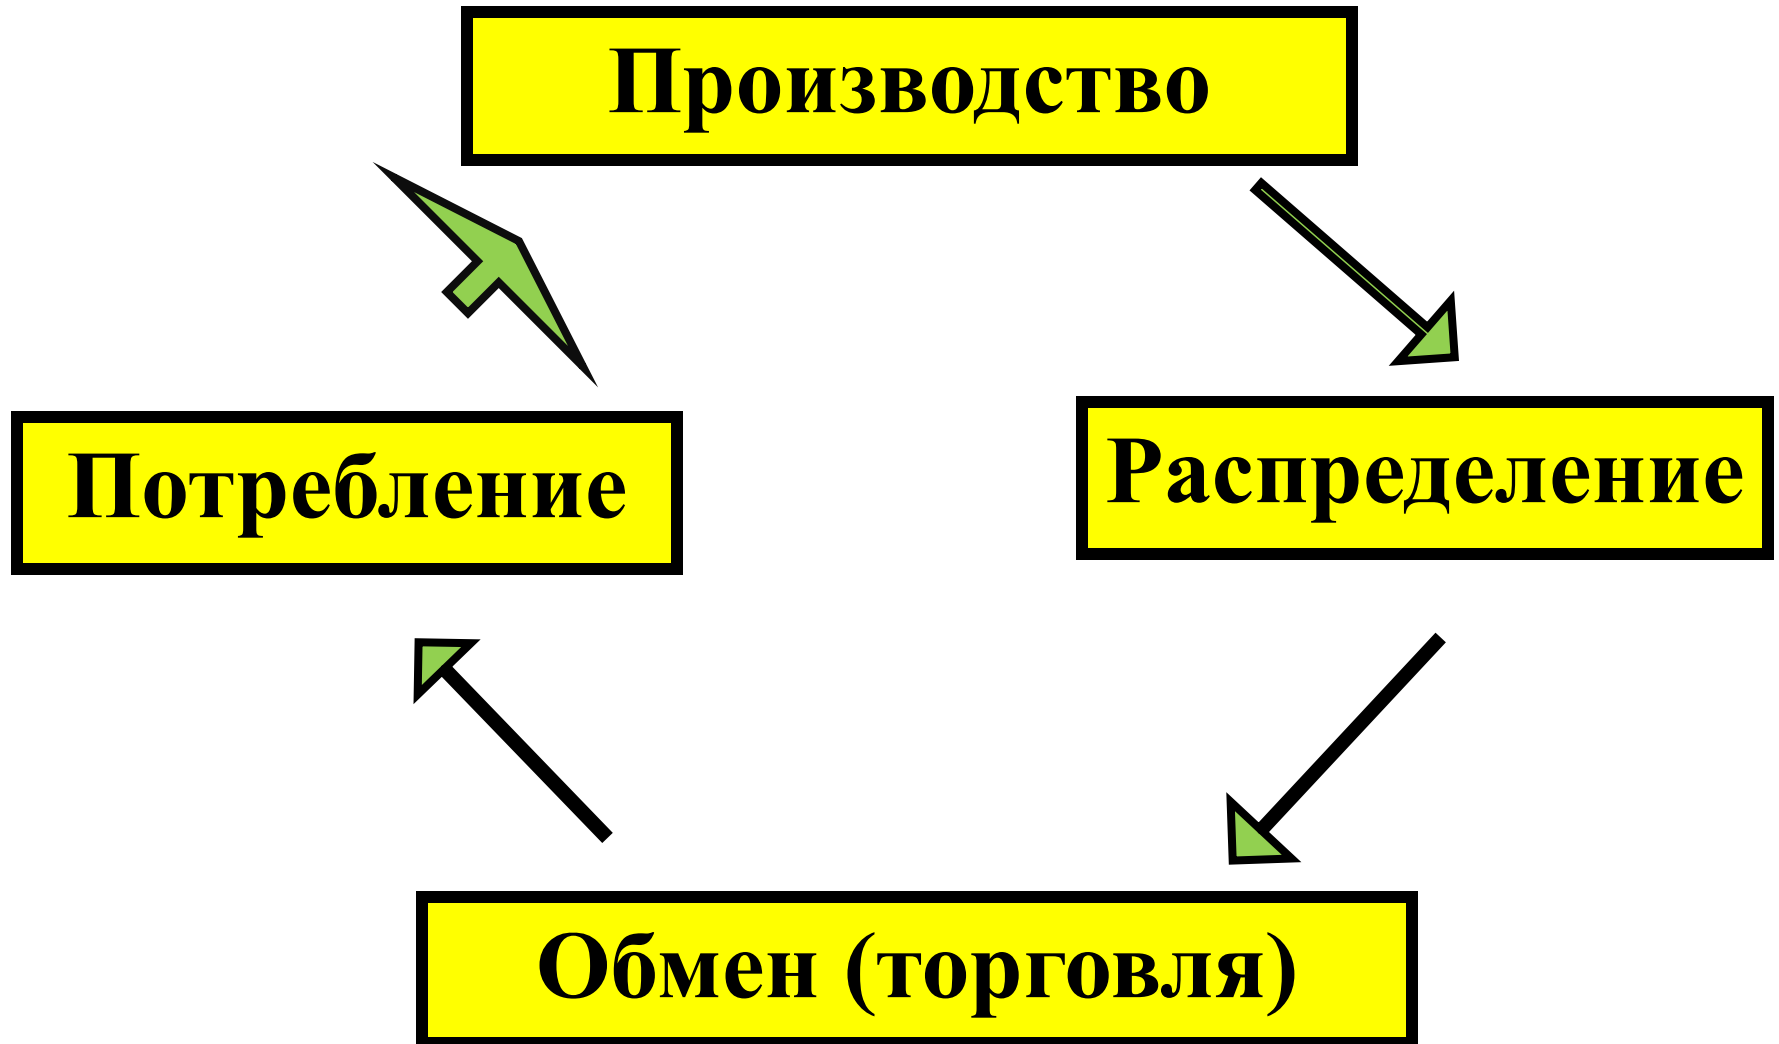 Производство
Потребление
Распределение
Обмен (торговля)